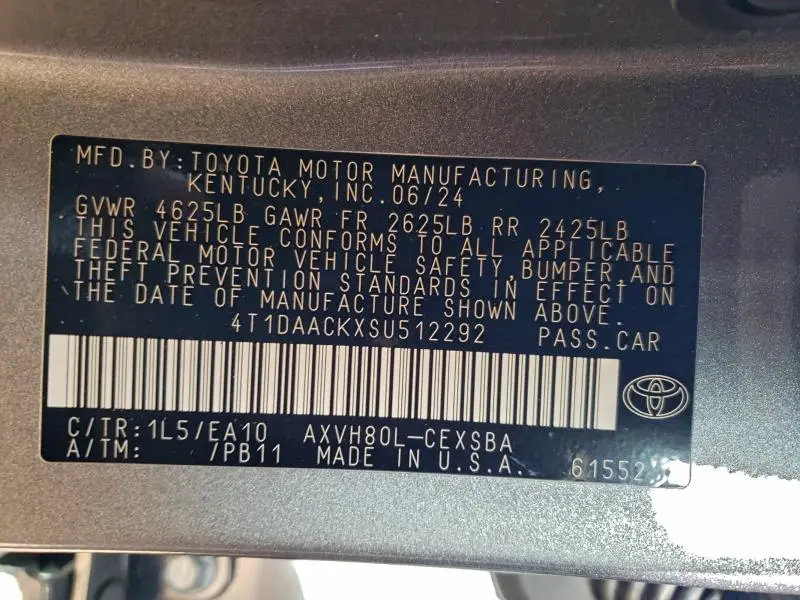 MFD.BY:TOYOTA MOTOR MANUFACTURING,
KENTUCKY,INC.06/24
GVWR 4625LB GAWR FR 2625LB RR 2425LB
THIS VEHICLE CONFORMS TO ALL APPLICABLE
FEDERAL MOTOR VEHICLE SAFETY,BUMPER AND
THEFT PREVENTION STANDARDS IN EFFECT ON
THE DATE OF MANUFACTURE SHOWN ABOVE.
4T1DAACKXSU512292 PASS.CAR
C/TR:1L5/EA10 AXVH80L-CEXSBA
A/TM: /PB11 MADE IN U.S.A. 61552